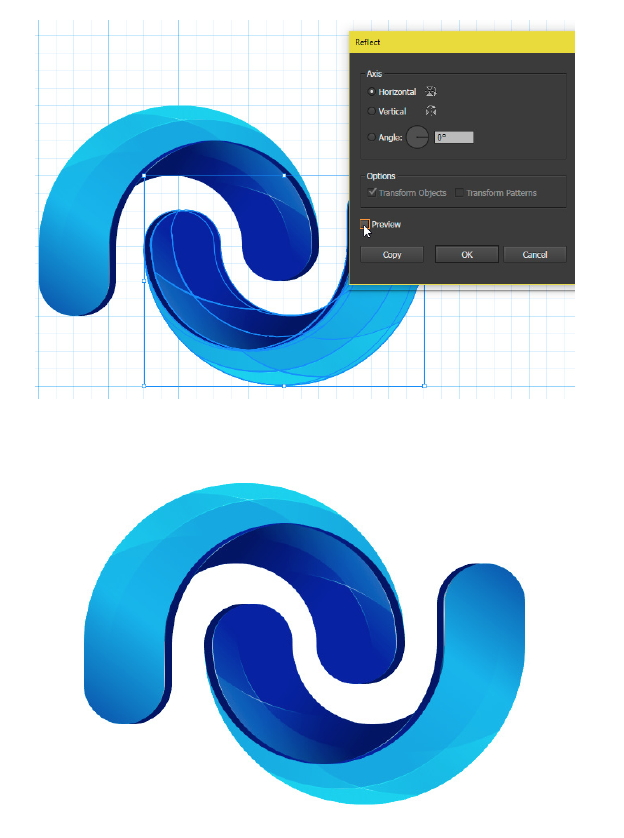 Reflect
Axis
Horizontal
Vertical
Angle: 0°
Options
Transform Objects Transform Patterns
Preview
Copy OK Cancel